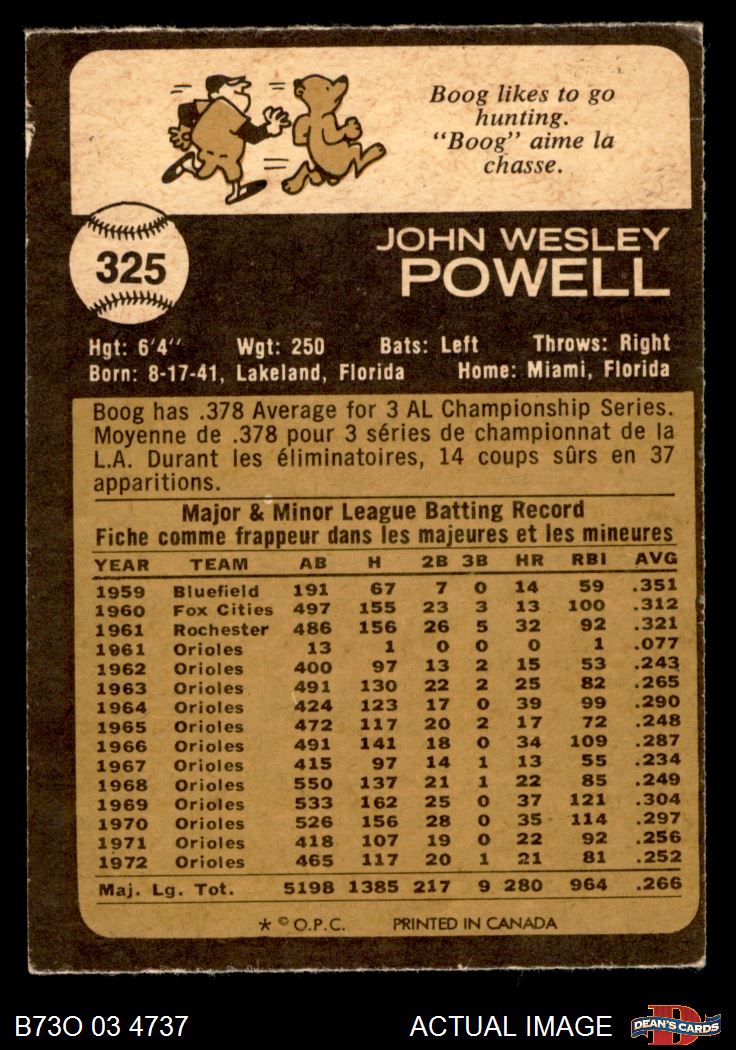 Boog likes to go
hunting.
"Boog" aime la
chasse.
325
JOHN WESLEY
POWELL
Hgt: 6'4" Wgt: 250 Bats: Left Throws: Right
Born: 8-17-41, Lakeland, Florida Home: Miami, Florida
Boog has .378 Average for 3 AL Championship Series.
Moyenne de .378 pour 3 séries de championnat de la
L.A. Durant les éliminatoires, 14 coups sûrs en 37
apparitions.
Major & Minor League Batting Record
Fiche comme frappeur dans les majeures et les mineures
YEAR TEAM AB H 2B 3B HR RBI AVG
1959 Bluefield 191 67 7 0 14 59 .351
1960 Fox Cities 497 155 23 3 13 100 .312
1961 Rochester 486 156 26 5 32 92 .321
1961 Orioles 13 1 0 0 0 1 .077
1962 Orioles 400 97 13 2 15 53 .243
1963 Orioles 491 130 22 2 25 82 .265
1964 Orioles 424 123 17 0 39 99 .290
1965 Orioles 472 117 20 2 17 72 .248
1966 Orioles 491 141 18 0 34 109 .287
1967 Orioles 415 97 14 1 13 55 .234
1968 Orioles 550 137 21 1 22 85 .249
1969 Orioles 533 162 25 0 37 121 .304
1970 Orioles 526 156 28 0 35 114 .297
1971 Orioles 418 107 19 0 22 92 .256
1972 Orioles 465 117 20 1 21 81 .252
Maj. Lg. Tot. 5198 1385 217 9 280 964 .266
* © O.P.C. PRINTED IN CANADA
B73O 03 4737 ACTUAL IMAGE D DEAN'S CARDS